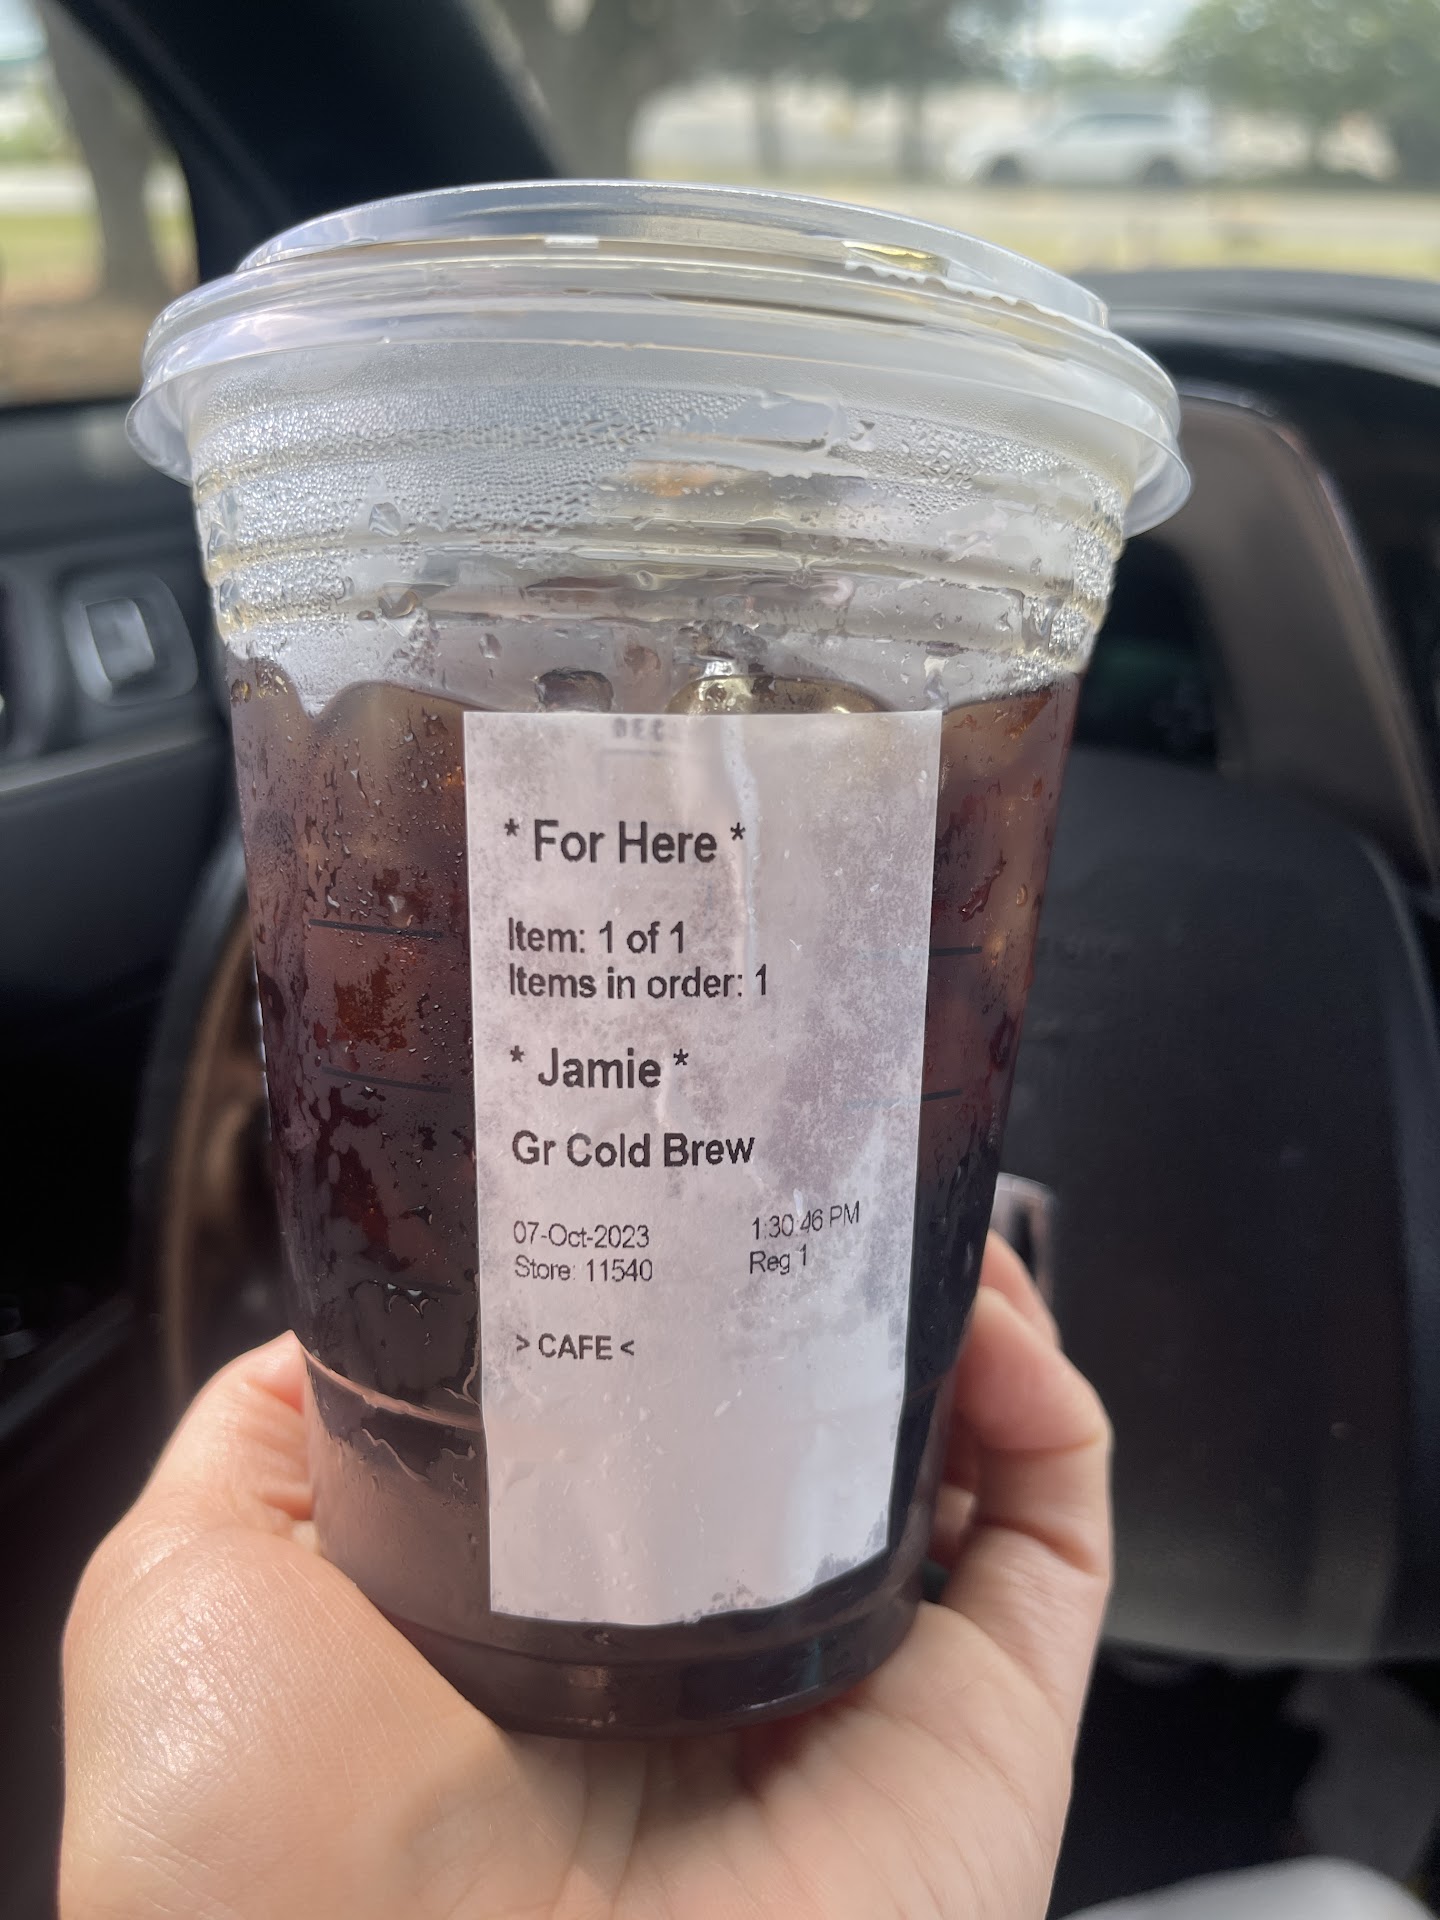 DEC
* For Here *
Item: 1 of 1
Items in order: 1
* Jamie *
Gr Cold Brew
07-Oct-2023 1:30:46 PM
Store: 11540 Reg 1
> CAFE <